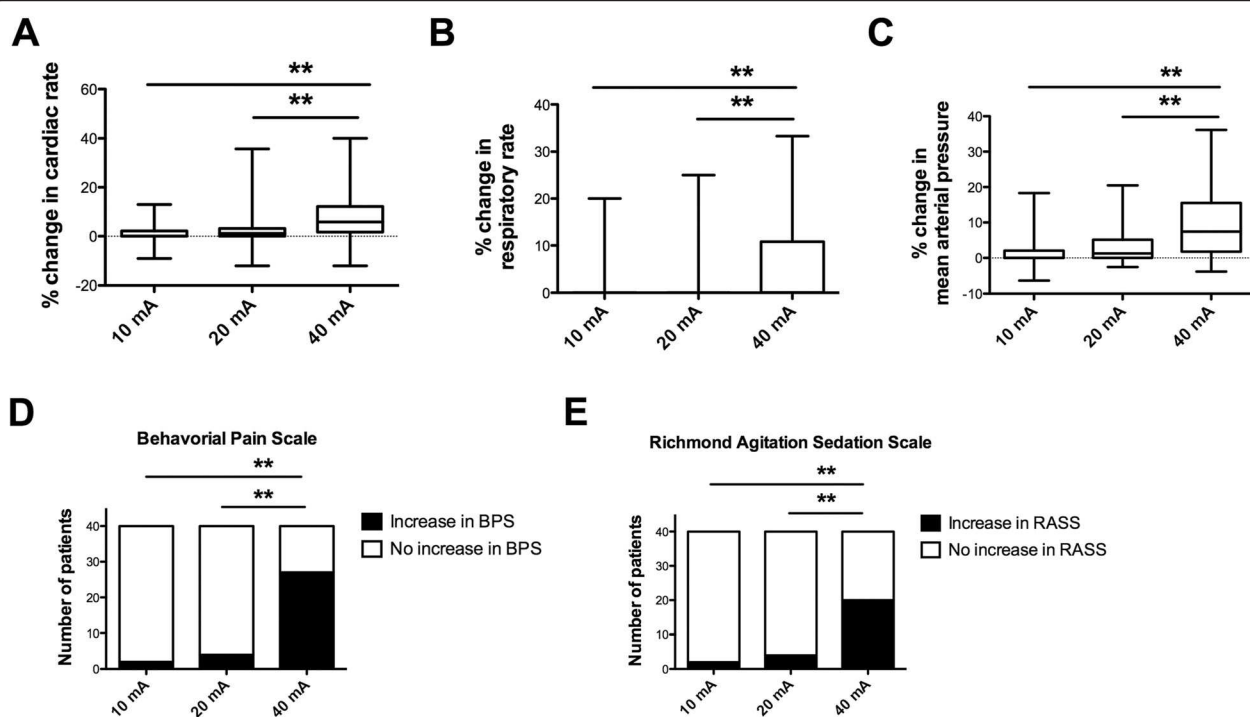 A
% change in cardiac rate
**
**
60
40
20
0
-20
10 mA
20 mA
40 mA
B
% change in
respiratory rate
**
**
40
30
20
10
0
10 mA
20 mA
40 mA
C
% change in
mean arterial pressure
**
**
40
30
20
10
0
-10
10 mA
20 mA
40 mA
D
Behavorial Pain Scale
**
**
Number of patients
40
30
20
10
0
10 mA
20 mA
40 mA
Increase in BPS
No increase in BPS
E
Richmond Agitation Sedation Scale
**
**
Number of patients
40
30
20
10
0
10 mA
20 mA
40 mA
Increase in RASS
No increase in RASS